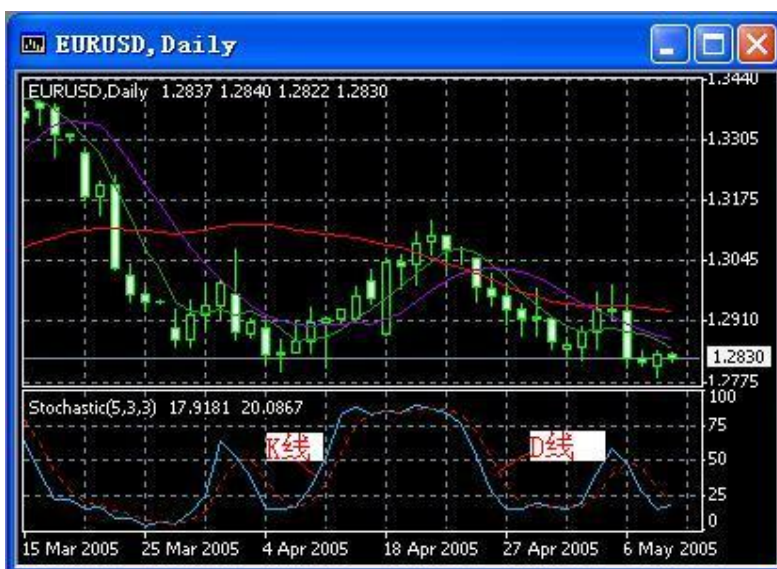 EURUSD,Daily
EURUSD,Daily 1.2837 1.2840 1.2822 1.2830
1.3440
1.3305
1.3175
1.3045
1.2910
1.2830
1.2775
Stochastic(5,3,3) 17.9181 20.0867
100
75
K线
D线
50
25
0
15 Mar 2005 25 Mar 2005 4 Apr 2005 18 Apr 2005 27 Apr 2005 6 May 2005